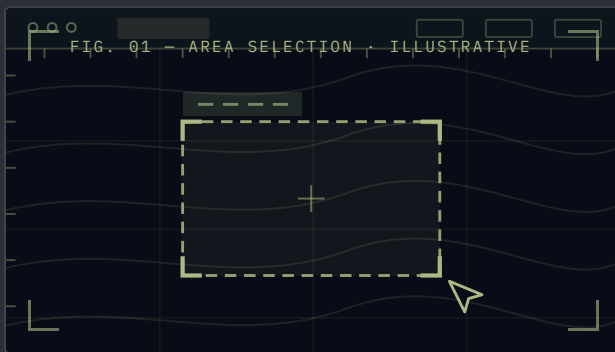 FIG. 01 — AREA SELECTION · ILLUSTRATIVE